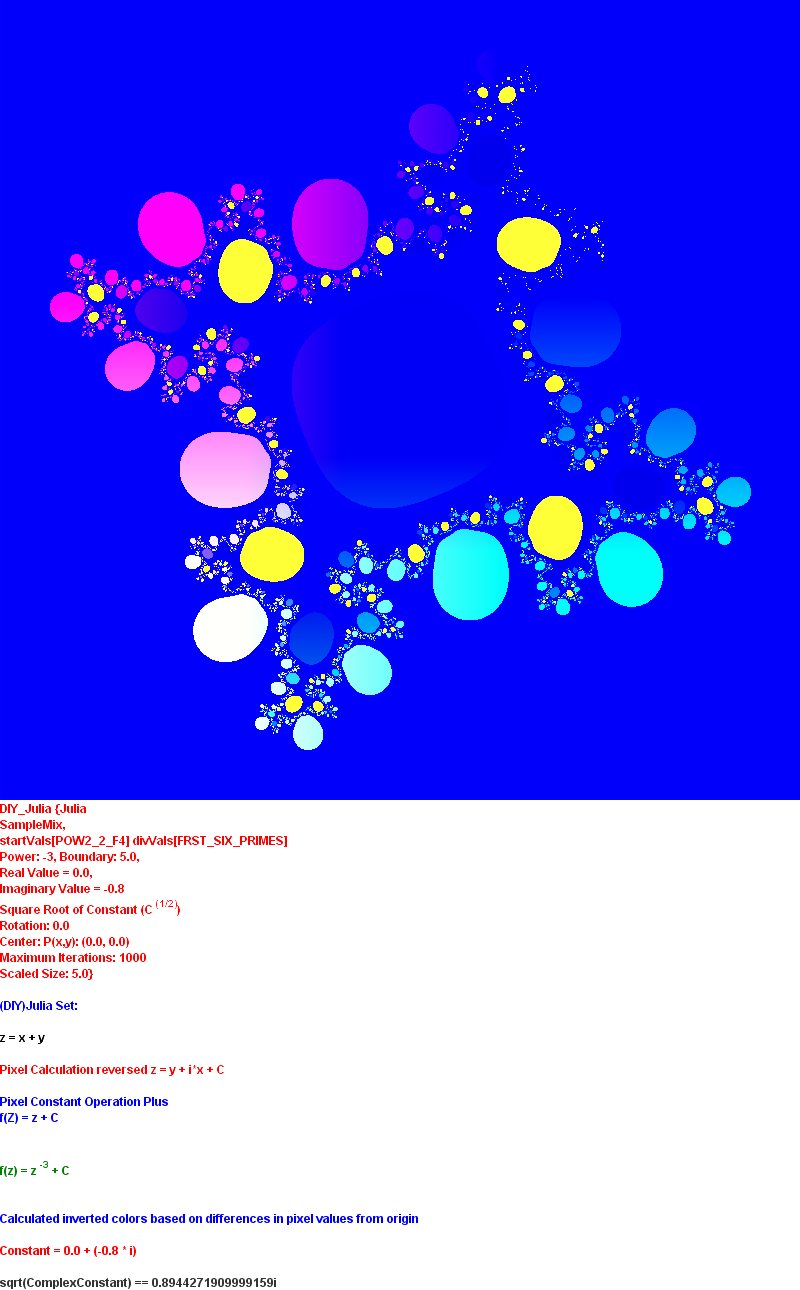 DIY_Julia {Julia
SampleMix,
startVals[POW2_2_F4] divVals[FRST_SIX_PRIMES]
Power: -3, Boundary: 5.0,
Real Value = 0.0,
Imaginary Value = -0.8
Square Root of Constant (C (1/2))
Rotation: 0.0
Center: P(x,y): (0.0, 0.0)
Maximum Iterations: 1000
Scaled Size: 5.0}
(DIY)Julia Set:
z = x + y
Pixel Calculation reversed z = y + i*x + C
Pixel Constant Operation Plus
f(Z) = z + C
f(z) = z -3 + C
Calculated inverted colors based on differences in pixel values from origin
Constant = 0.0 + (-0.8 * i)
sqrt(ComplexConstant) == 0.8944271909999159i